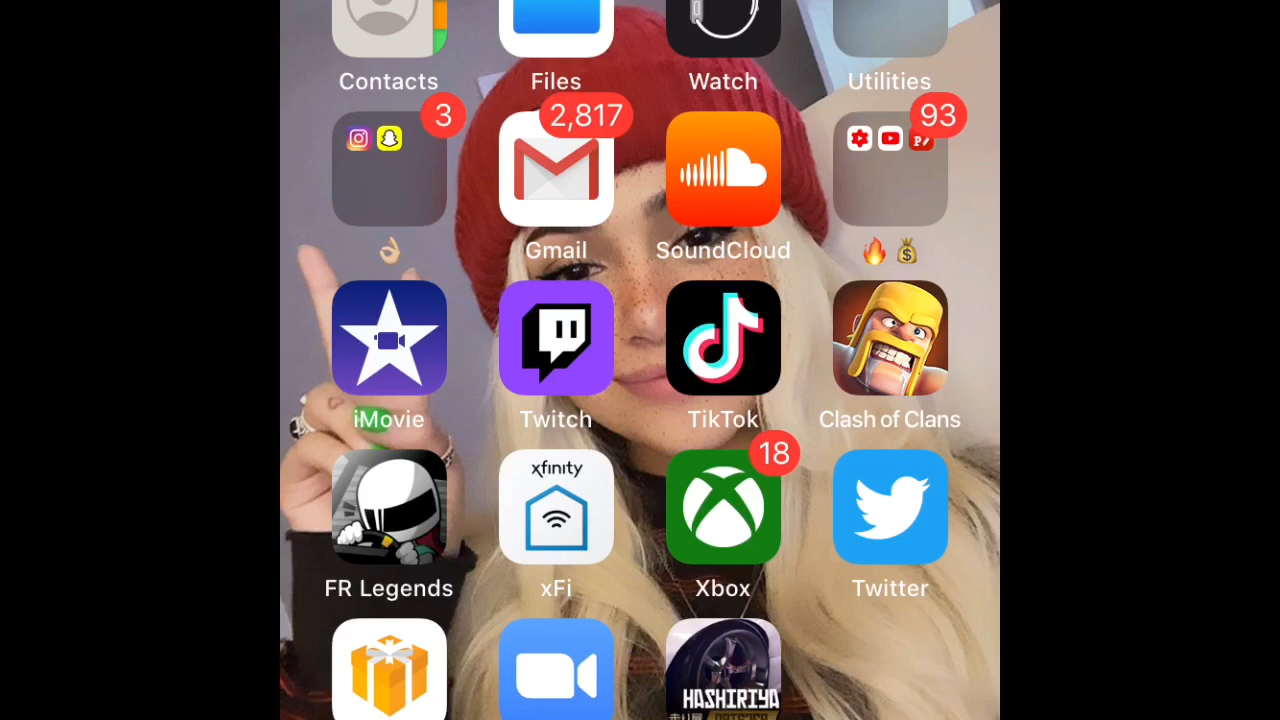 Contacts
Files
Watch
Utilities
3
2,817
93
Gmail
SoundCloud
iMovie
Twitch
TikTok
Clash of Clans
xfinity
18
FR Legends
xFi
Xbox
Twitter
HASHIRIYA